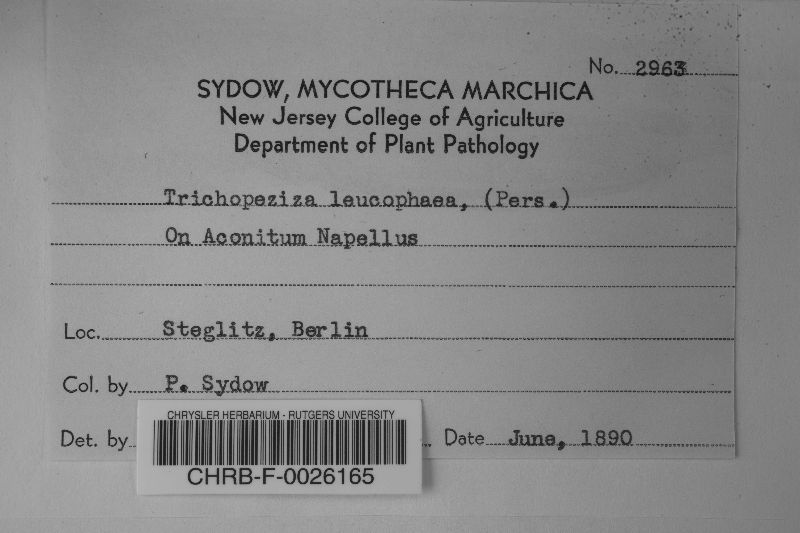 No. 2963
SYDOW, MYCOTHECA MARCHICA
New Jersey College of Agriculture
Department of Plant Pathology
Trichopeziza leucophaea, (Pers.)
On Aconitum Napellus
Loc. Steglitz, Berlin
Col. by P. Sydow
Det. by Date June, 1890
CHRYSLER HERBARIUM - RUTGERS UNIVERSITY
CHRB-F-0026165